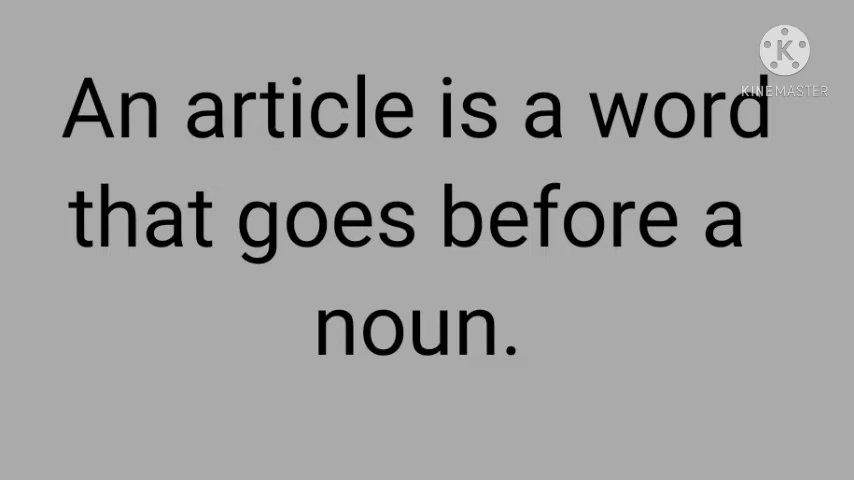 KINEMASTER
An article is a word
that goes before a
noun.